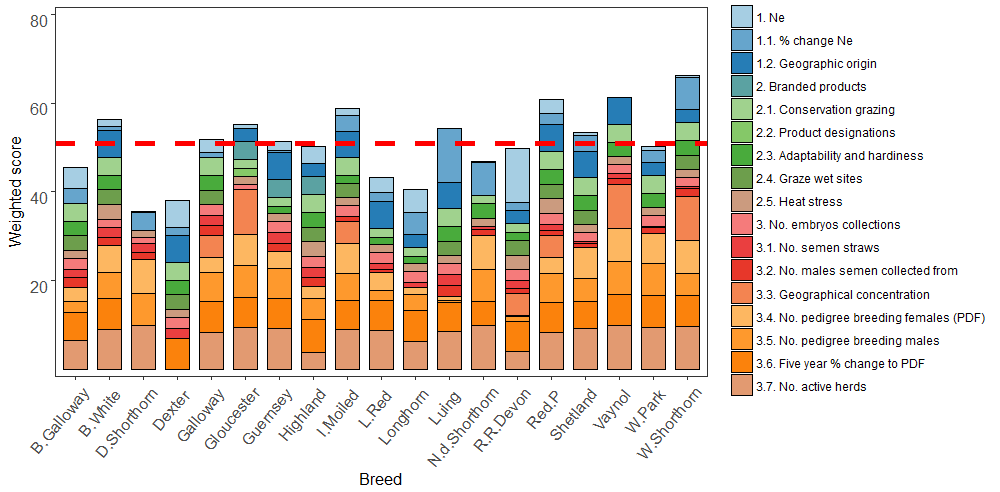 80
60
40
20
Weighted score
B.Galloway
B.White
D.Shorthorn
Dexter
Galloway
Gloucester
Guernsey
Highland
I.Moiled
L.Red
Longhorn
Luing
N.d.Shorthorn
R.R.Devon
Red.P
Shetland
Vaynol
W.Park
W.Shorthorn
Breed
1. Ne
1.1. % change Ne
1.2. Geographic origin
2. Branded products
2.1. Conservation grazing
2.2. Product designations
2.3. Adaptability and hardiness
2.4. Graze wet sites
2.5. Heat stress
3. No. embryos collections
3.1. No. semen straws
3.2. No. males semen collected from
3.3. Geographical concentration
3.4. No. pedigree breeding females (PDF)
3.5. No. pedigree breeding males
3.6. Five year % change to PDF
3.7. No. active herds